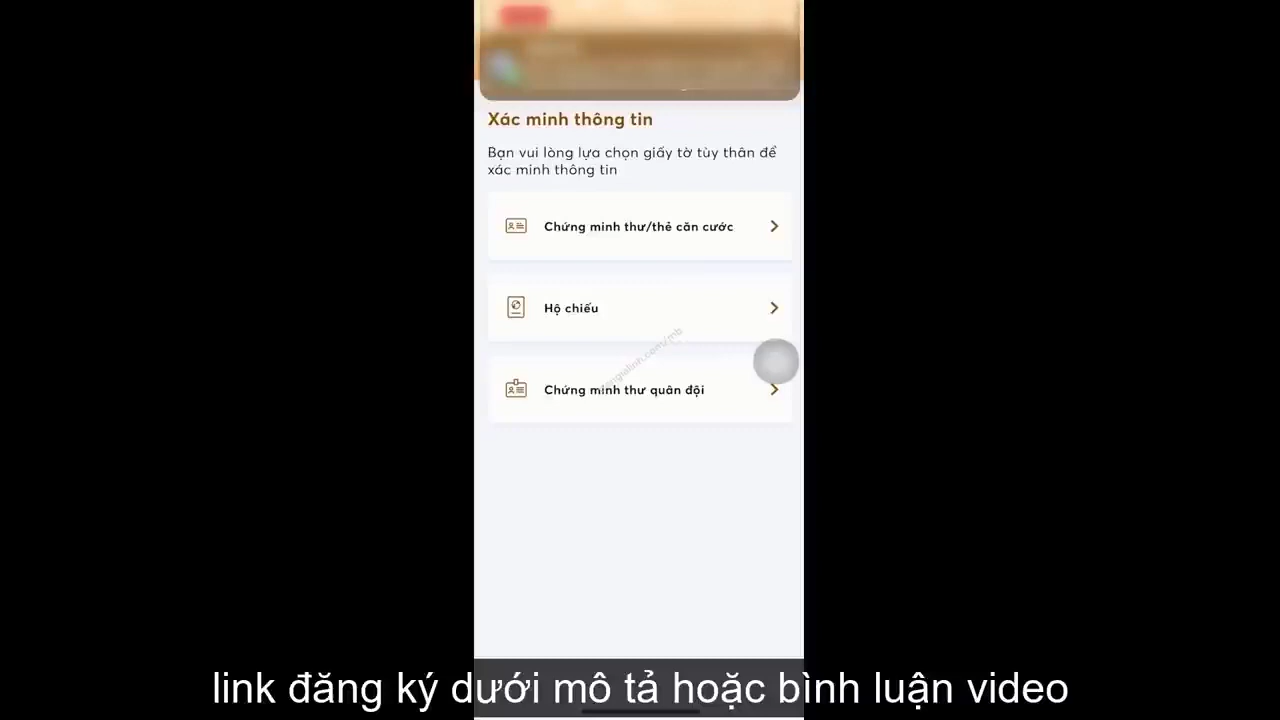 Xác minh thông tin
Bạn vui lòng lựa chọn giấy tờ tùy thân để
xác minh thông tin
Chứng minh thư/thẻ căn cước
Hộ chiếu
Chứng minh thư quân đội
link đăng ký dưới mô tả hoặc bình luận video